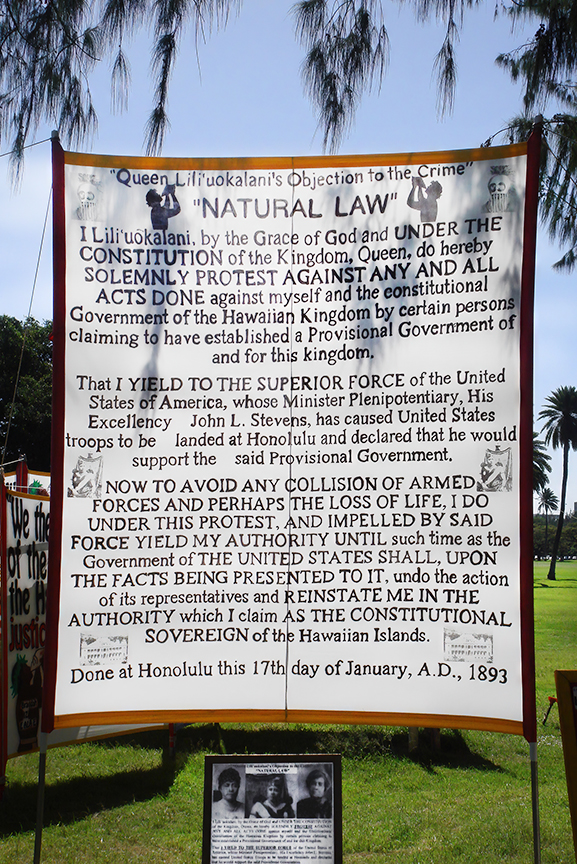 "Queen Lili'uokalani's Objection to the Crime"
"NATURAL LAW"
I Lili'uokalani, by the Grace of God and UNDER THE
CONSTITUTION of the Kingdom, Queen, do hereby
SOLEMNLY PROTEST AGAINST ANY AND ALL
ACTS DONE against myself and the constitutional
Government of the Hawaiian Kingdom by certain persons
claiming to have established a Provisional Government of
and for this kingdom.
That I YIELD TO THE SUPERIOR FORCE of the United
States of America, whose Minister Plenipotentiary, His
Excellency John L. Stevens, has caused United States
troops to be landed at Honolulu and declared that he would
support the said Provisional Government.
NOW TO AVOID ANY COLLISION OF ARMED
FORCES AND PERHAPS THE LOSS OF LIFE, I DO
UNDER THIS PROTEST, AND IMPELLED BY SAID
FORCE YIELD MY AUTHORITY UNTIL such time as the
Government of THE UNITED STATES SHALL, UPON
THE FACTS BEING PRESENTED TO IT, undo the action
of its representatives and REINSTATE ME IN THE
AUTHORITY which I claim AS THE CONSTITUTIONAL
SOVEREIGN of the Hawaiian Islands.
Done at Honolulu this 17th day of January, A.D., 1893
"We the
of the
the Ha
justic
Lili'uokalani's Objection to the
"NATURAL LAW"